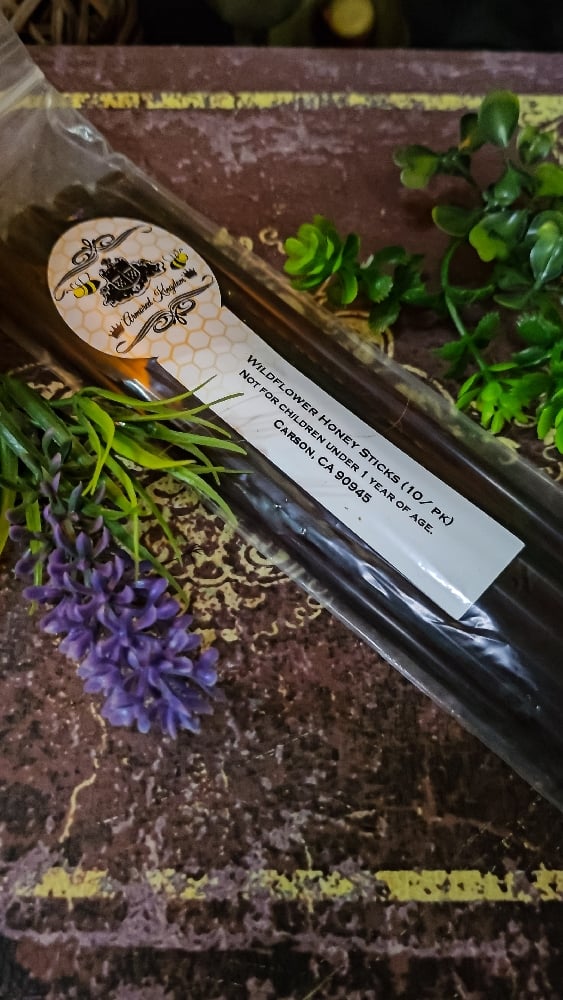 Armored Kingdom
Wildflower Honey Sticks (10/ pk)
Not for children under 1 year of age.
Carson, CA 90945